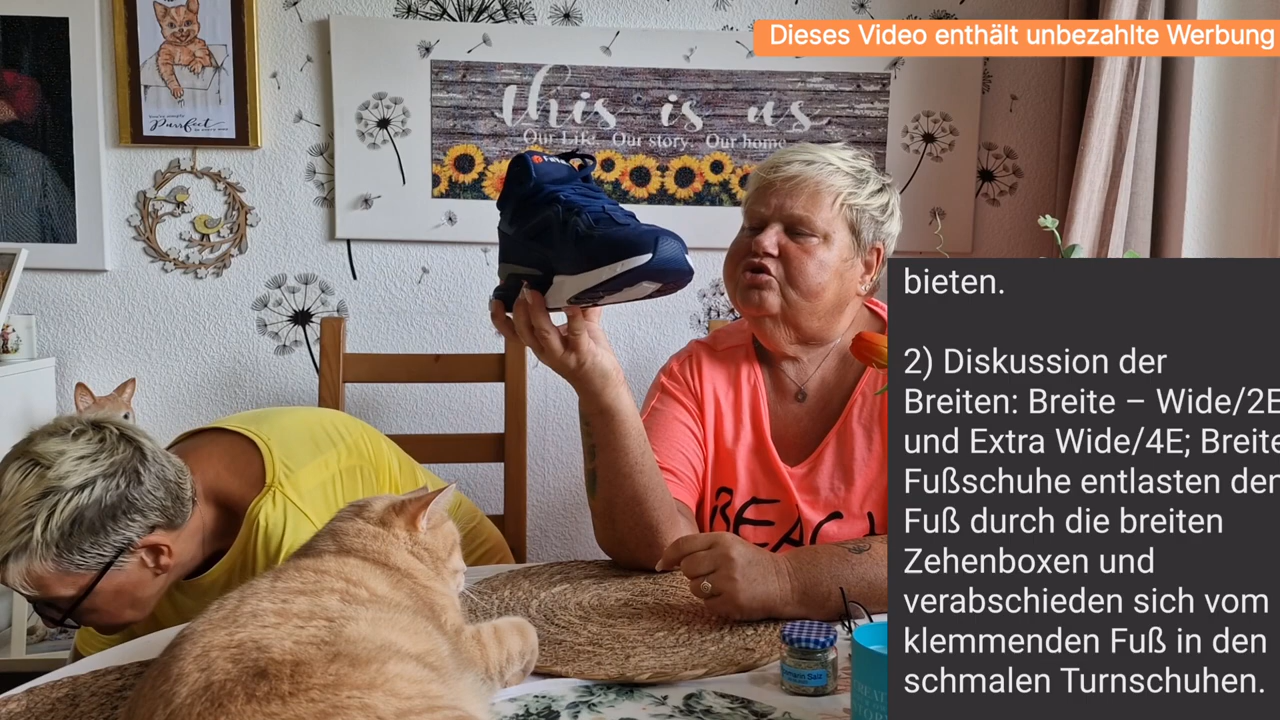 Dieses Video enthält unbezahlte Werbung
Purrfect
this is us
Our Life. Our story. Our home
BEACH
bieten.
2) Diskussion der
Breiten: Breite – Wide/2E
und Extra Wide/4E; Breite
Fußschuhe entlasten den
Fuß durch die breiten
Zehenboxen und
verabschieden sich vom
klemmenden Fuß in den
schmalen Turnschuhen.